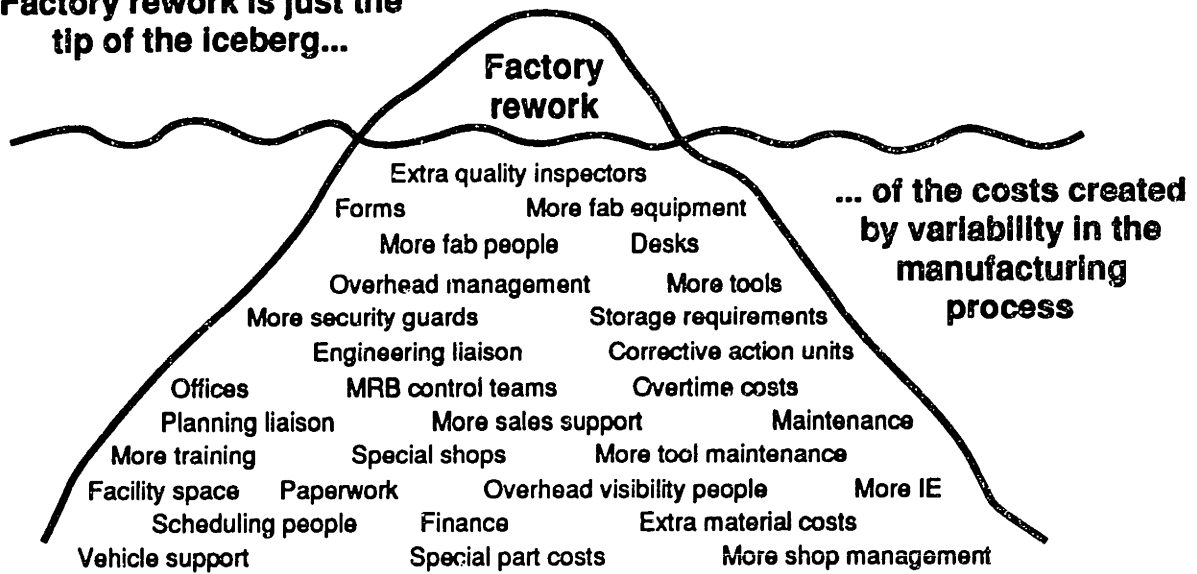 Factory rework is just the
tip of the iceberg...
Factory
rework
... of the costs created
by variability in the
manufacturing
process
Extra quality inspectors
Forms More fab equipment
More fab people Desks
Overhead management More tools
More security guards Storage requirements
Engineering liaison Corrective action units
Offices MRB control teams Overtime costs
Planning liaison More sales support Maintenance
More training Special shops More tool maintenance
Facility space Paperwork Overhead visibility people More IE
Scheduling people Finance Extra material costs
Vehicle support Special part costs More shop management